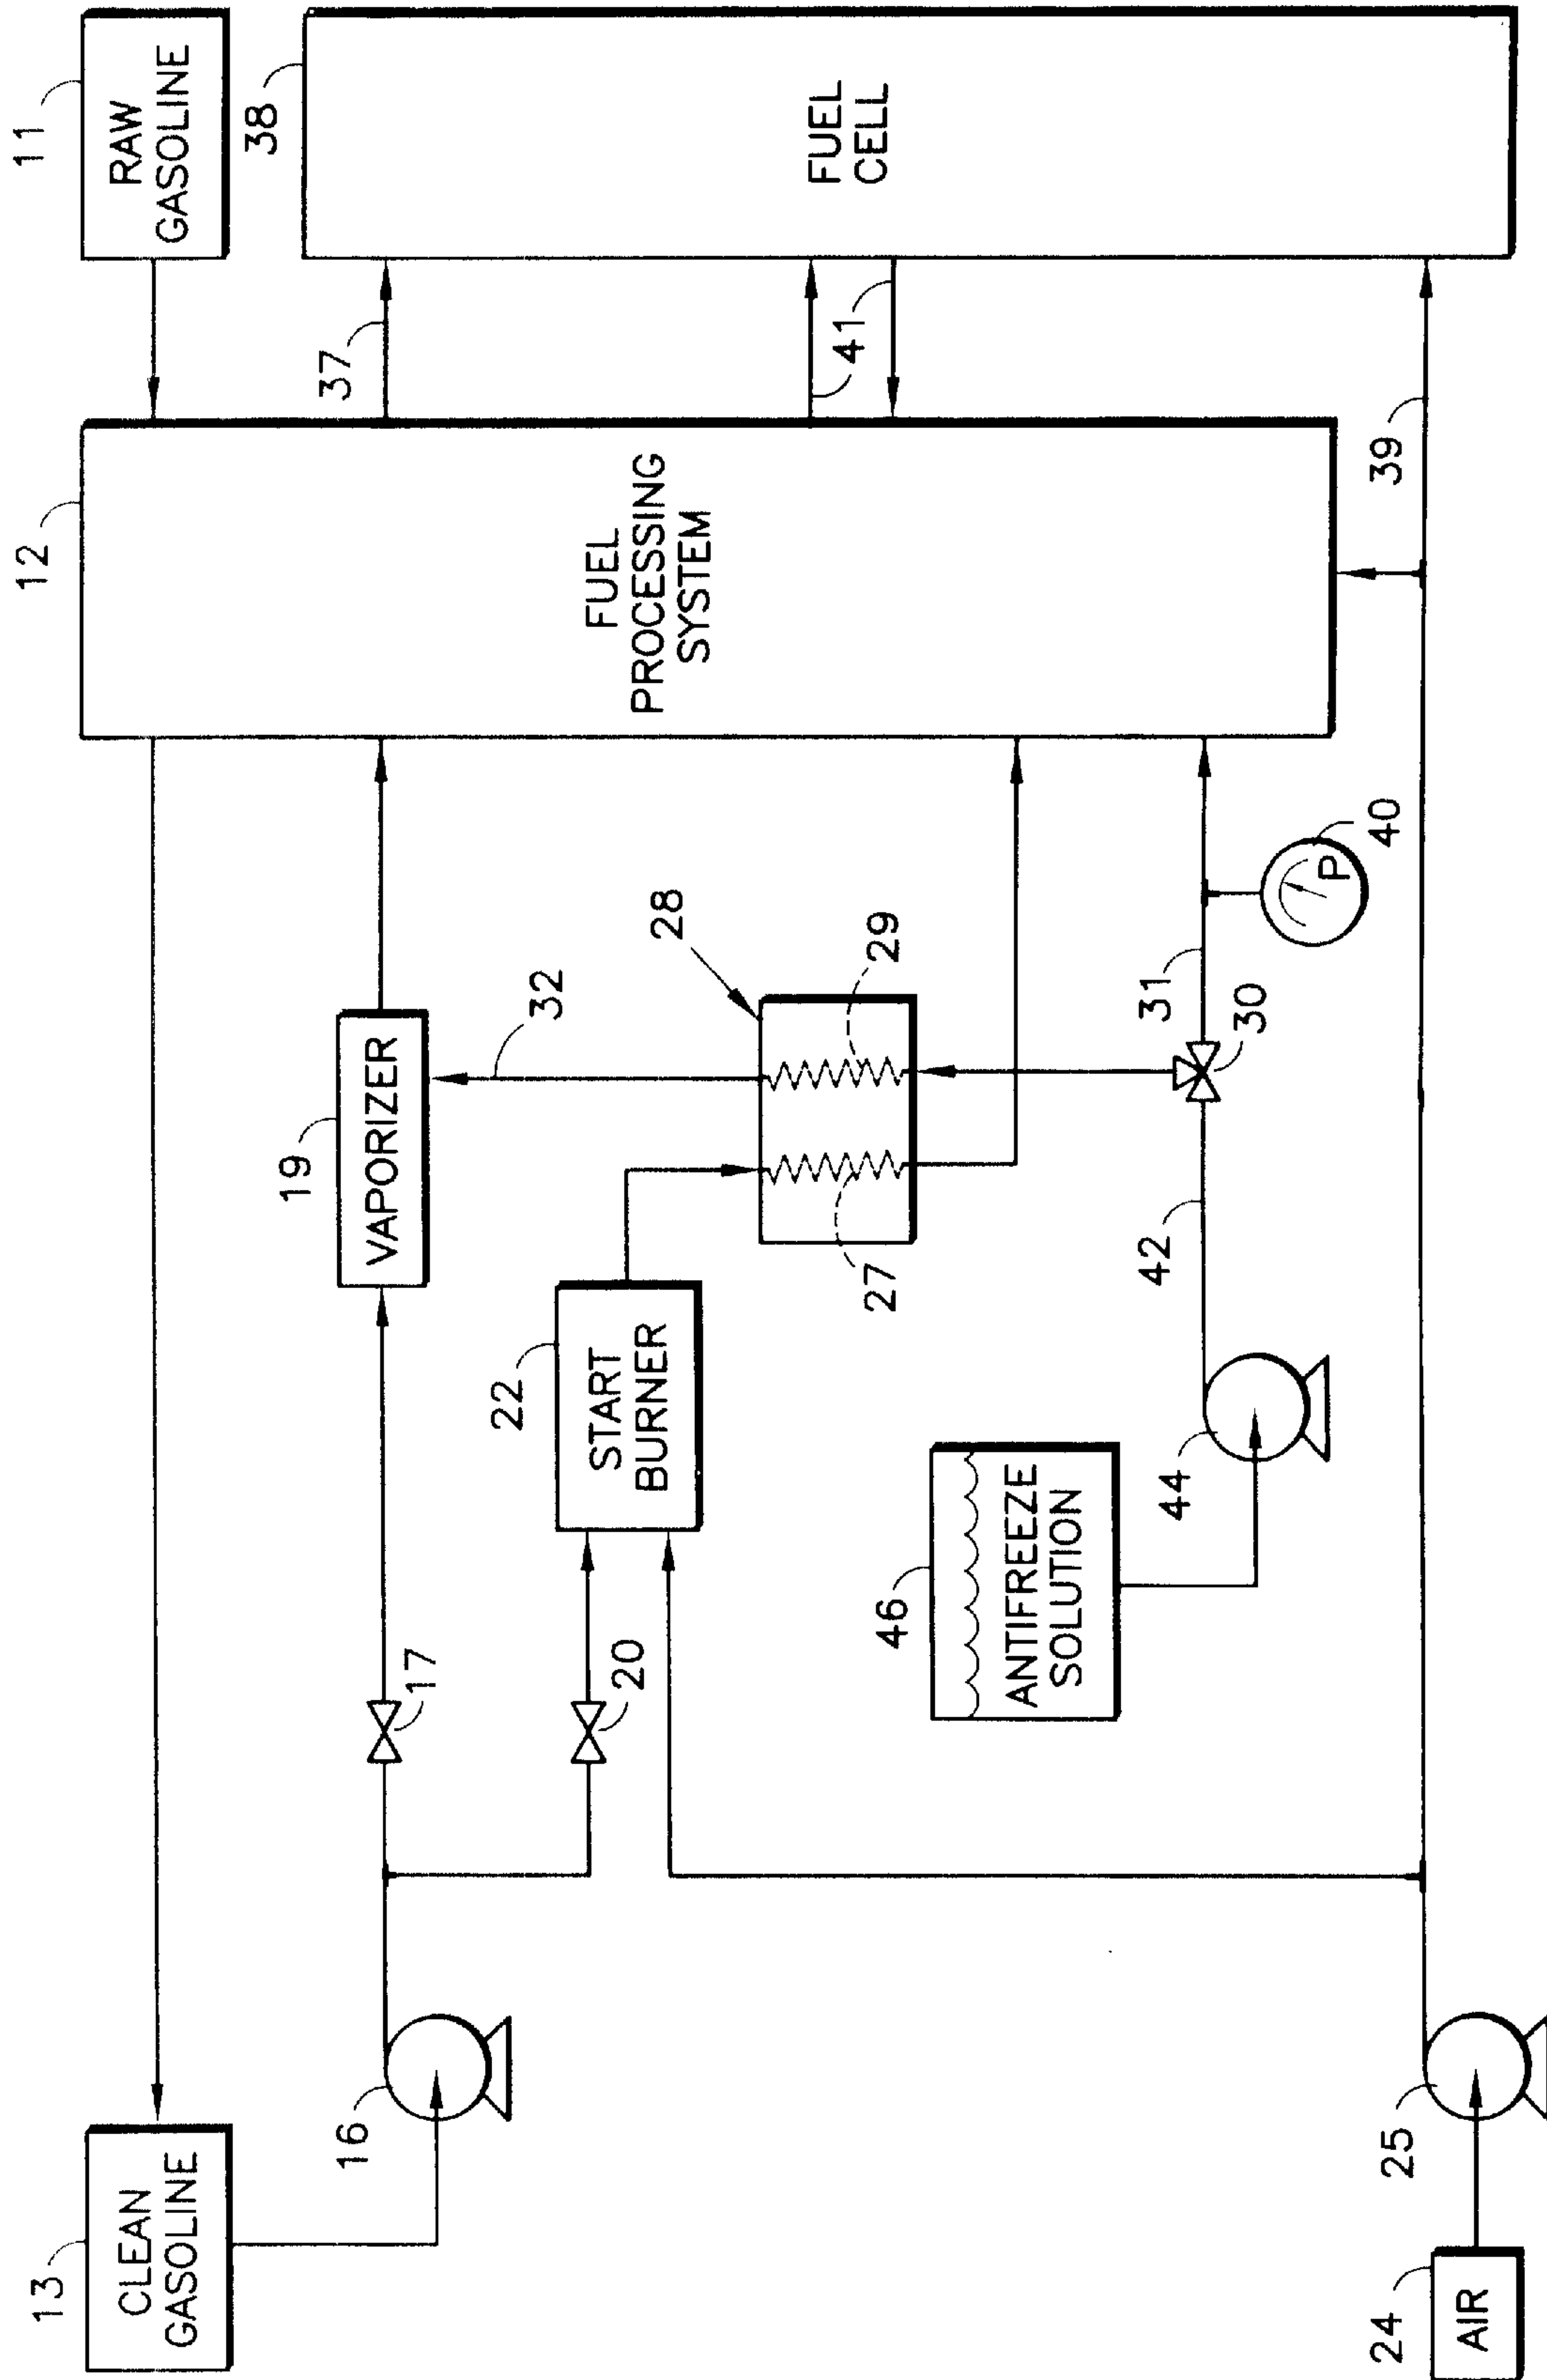 13
CLEAN
GASOLINE
12
11
RAW
GASOLINE
38
FUEL
CELL
37
41
39
FUEL
PROCESSING
SYSTEM
16
17
19
VAPORIZER
32
20
22
START
BURNER
28
29
27
46
ANTIFREEZE
SOLUTION
44
42
31
30
40
P
24
AIR
25